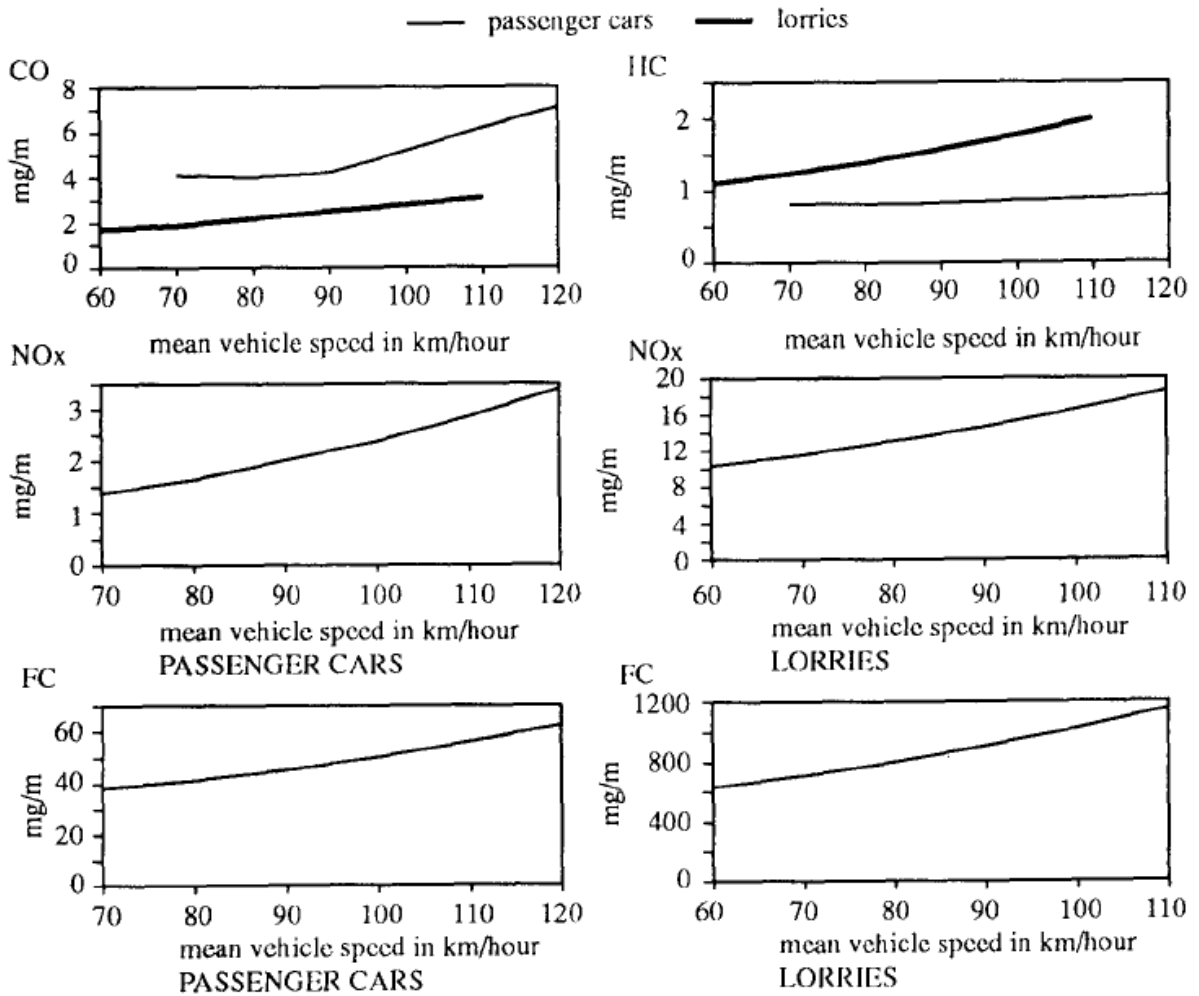 passenger cars lorries
CO
8
6
4
2
0
mg/m
60 70 80 90 100 110 120
mean vehicle speed in km/hour
HC
2
1
0
mg/m
60 70 80 90 100 110 120
mean vehicle speed in km/hour
NOx
3
2
1
0
mg/m
70 80 90 100 110 120
mean vehicle speed in km/hour
PASSENGER CARS
NOx
20
16
12
8
4
0
mg/m
60 70 80 90 100 110
mean vehicle speed in km/hour
LORRIES
FC
60
40
20
0
mg/m
70 80 90 100 110 120
mean vehicle speed in km/hour
PASSENGER CARS
FC
1200
800
400
0
mg/m
60 70 80 90 100 110
mean vehicle speed in km/hour
LORRIES